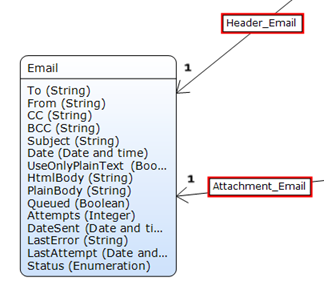 Header_Email
1
Email
To (String)
From (String)
CC (String)
BCC (String)
Subject (String)
Date (Date and time)
UseOnlyPlainText (Boo...
HtmlBody (String)
PlainBody (String)
Queued (Boolean)
Attempts (Integer)
DateSent (Date and ti...
LastError (String)
LastAttempt (Date and...
Status (Enumeration)
1
Attachment_Email